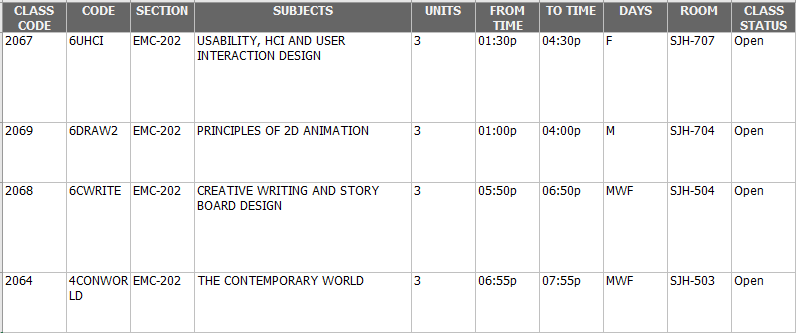 CLASS CODE CODE SECTION SUBJECTS UNITS FROM TIME TO TIME DAYS ROOM CLASS STATUS
2067 6UHCI EMC-202 USABILITY, HCI AND USER 3 01:30p 04:30p F SJH-707 Open
INTERACTION DESIGN
2069 6DRAW2 EMC-202 PRINCIPLES OF 2D ANIMATION 3 01:00p 04:00p M SJH-704 Open
2068 6CWRITE EMC-202 CREATIVE WRITING AND STORY 3 05:50p 06:50p MWF SJH-504 Open
BOARD DESIGN
2064 4CONWOR EMC-202 THE CONTEMPORARY WORLD 3 06:55p 07:55p MWF SJH-503 Open
LD